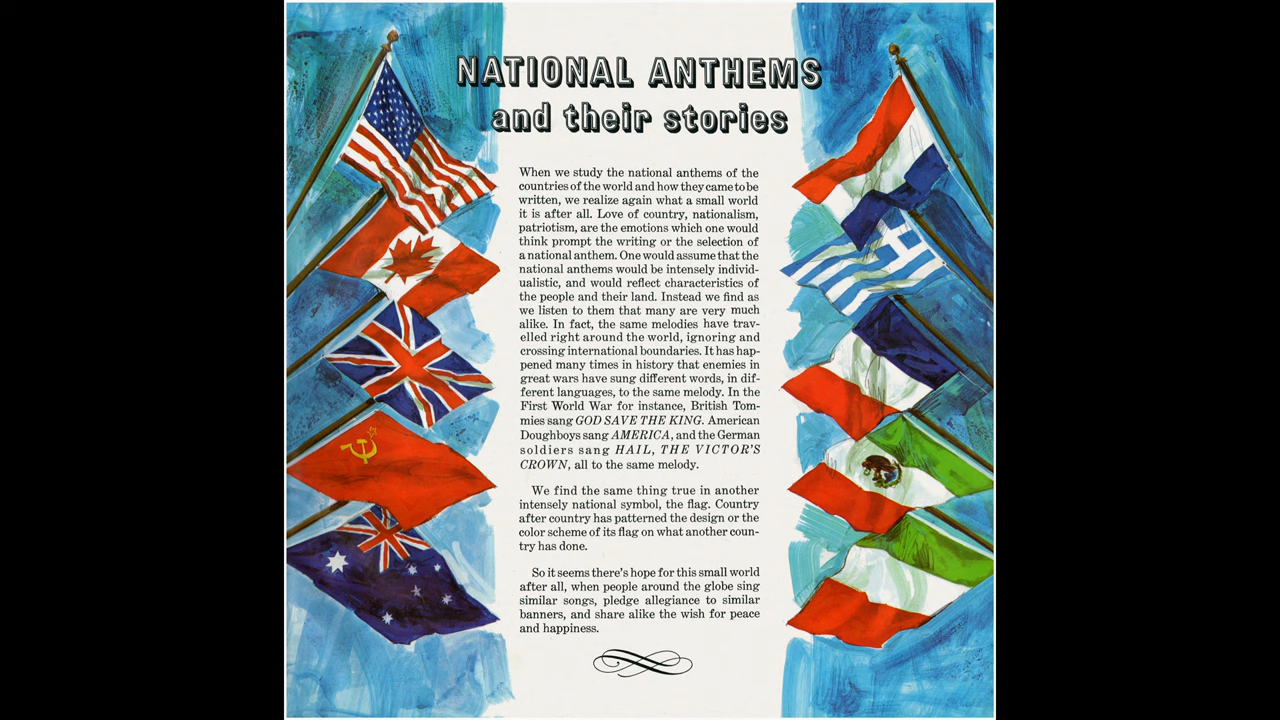 NATIONAL ANTHEMS
and their stories
When we study the national anthems of the
countries of the world and how they came to be
written, we realize again what a small world
it is after all. Love of country, nationalism,
patriotism, are the emotions which one would
think prompt the writing or the selection of
a national anthem. One would assume that the
national anthems would be intensely individ-
ualistic, and would reflect characteristics of
the people and their land. Instead we find as
we listen to them that many are very much
alike. In fact, the same melodies have trav-
elled right around the world, ignoring and
crossing international boundaries. It has hap-
pened many times in history that enemies in
great wars have sung different words, in dif-
ferent languages, to the same melody. In the
First World War for instance, British Tom-
mies sang GOD SAVE THE KING. American
Doughboys sang AMERICA, and the German
soldiers sang HAIL, THE VICTOR'S
CROWN, all to the same melody.
We find the same thing true in another
intensely national symbol, the flag. Country
after country has patterned the design or the
color scheme of its flag on what another coun-
try has done.
So it seems there's hope for this small world
after all, when people around the globe sing
similar songs, pledge allegiance to similar
banners, and share alike the wish for peace
and happiness.